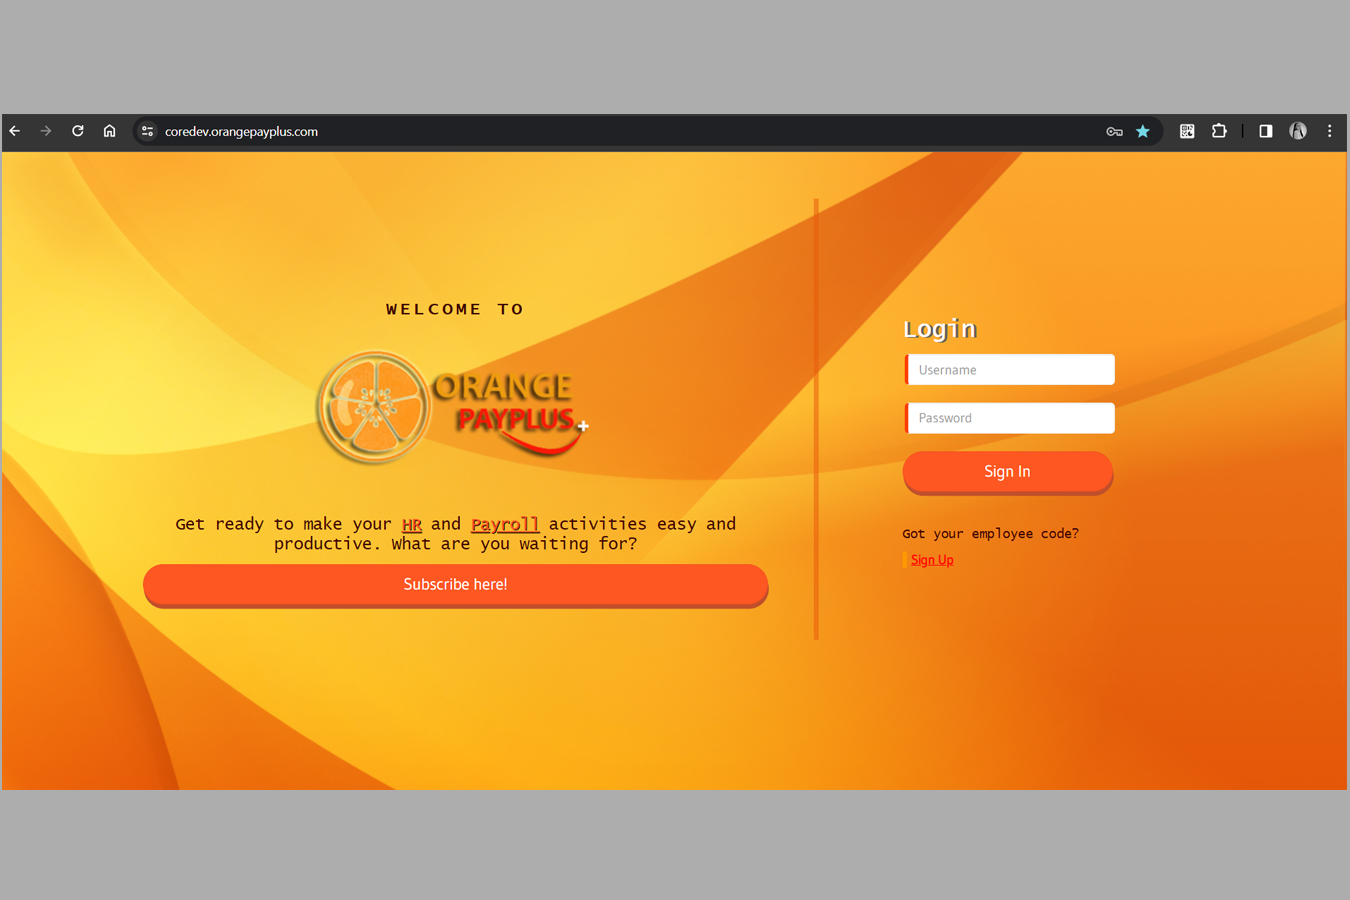 coredev.orangepayplus.com
WELCOME TO
ORANGE
PAYPLUS+
Get ready to make your HR and Payroll activities easy and
productive. What are you waiting for?
Subscribe here!
Login
Username
Password
Sign In
Got your employee code?
Sign Up